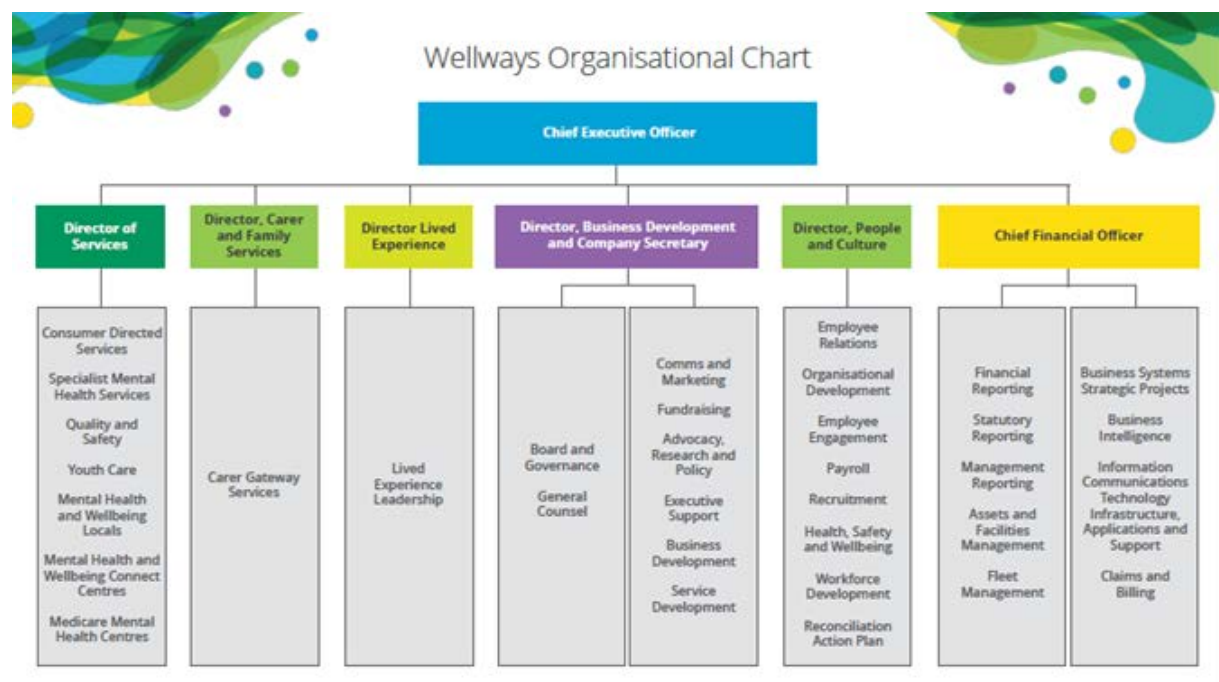 Wellways Organisational Chart
Chief Executive Officer
Director of
Services
Director, Carer
and Family
Services
Director Lived
Experience
Director, Business Development
and Company Secretary
Director, People
and Culture
Chief Financial Officer
Consumer Directed
Services
Specialist Mental
Health Services
Quality and
Safety
Youth Care
Mental Health
and Wellbeing
Locals
Mental Health and
Wellbeing Connect
Centres
Medicare Mental
Health Centres
Carer Gateway
Services
Lived
Experience
Leadership
Board and
Governance
General
Counsel
Comms and
Marketing
Fundraising
Advocacy,
Research and
Policy
Executive
Support
Business
Development
Service
Development
Employee
Relations
Organisational
Development
Employee
Engagement
Payroll
Recruitment
Health, Safety
and Wellbeing
Workforce
Development
Reconciliation
Action Plan
Financial
Reporting
Statutory
Reporting
Management
Reporting
Assets and
Facilities
Management
Fleet
Management
Business Systems
Strategic Projects
Business
Intelligence
Information
Communications
Technology
Infrastructure,
Applications and
Support
Claims and
Billing